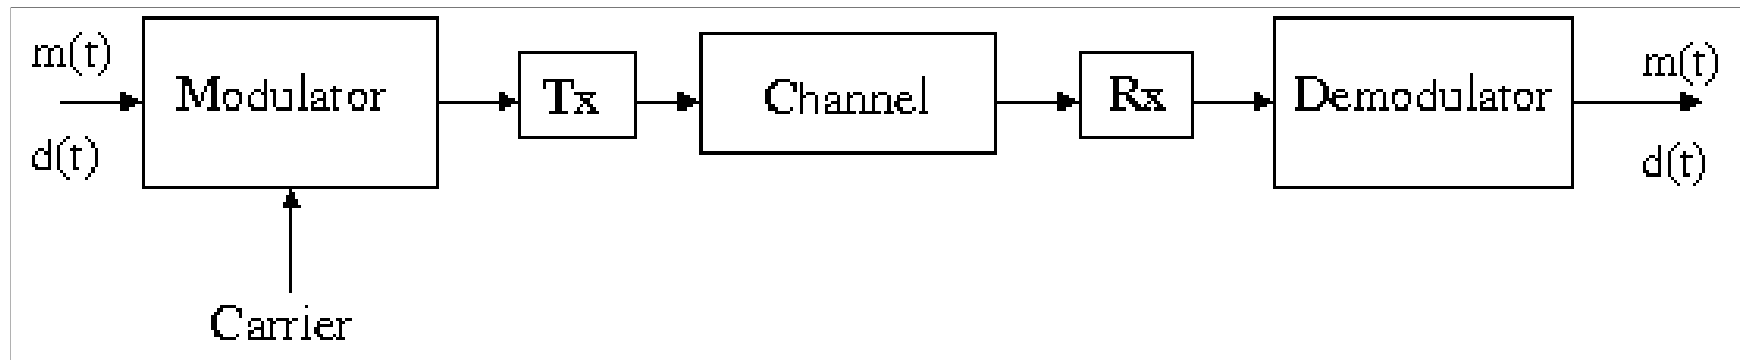 m(t)
d(t)
Modulator
Tx
Channel
Rx
Demodulator
m(t)
d(t)
Carrier